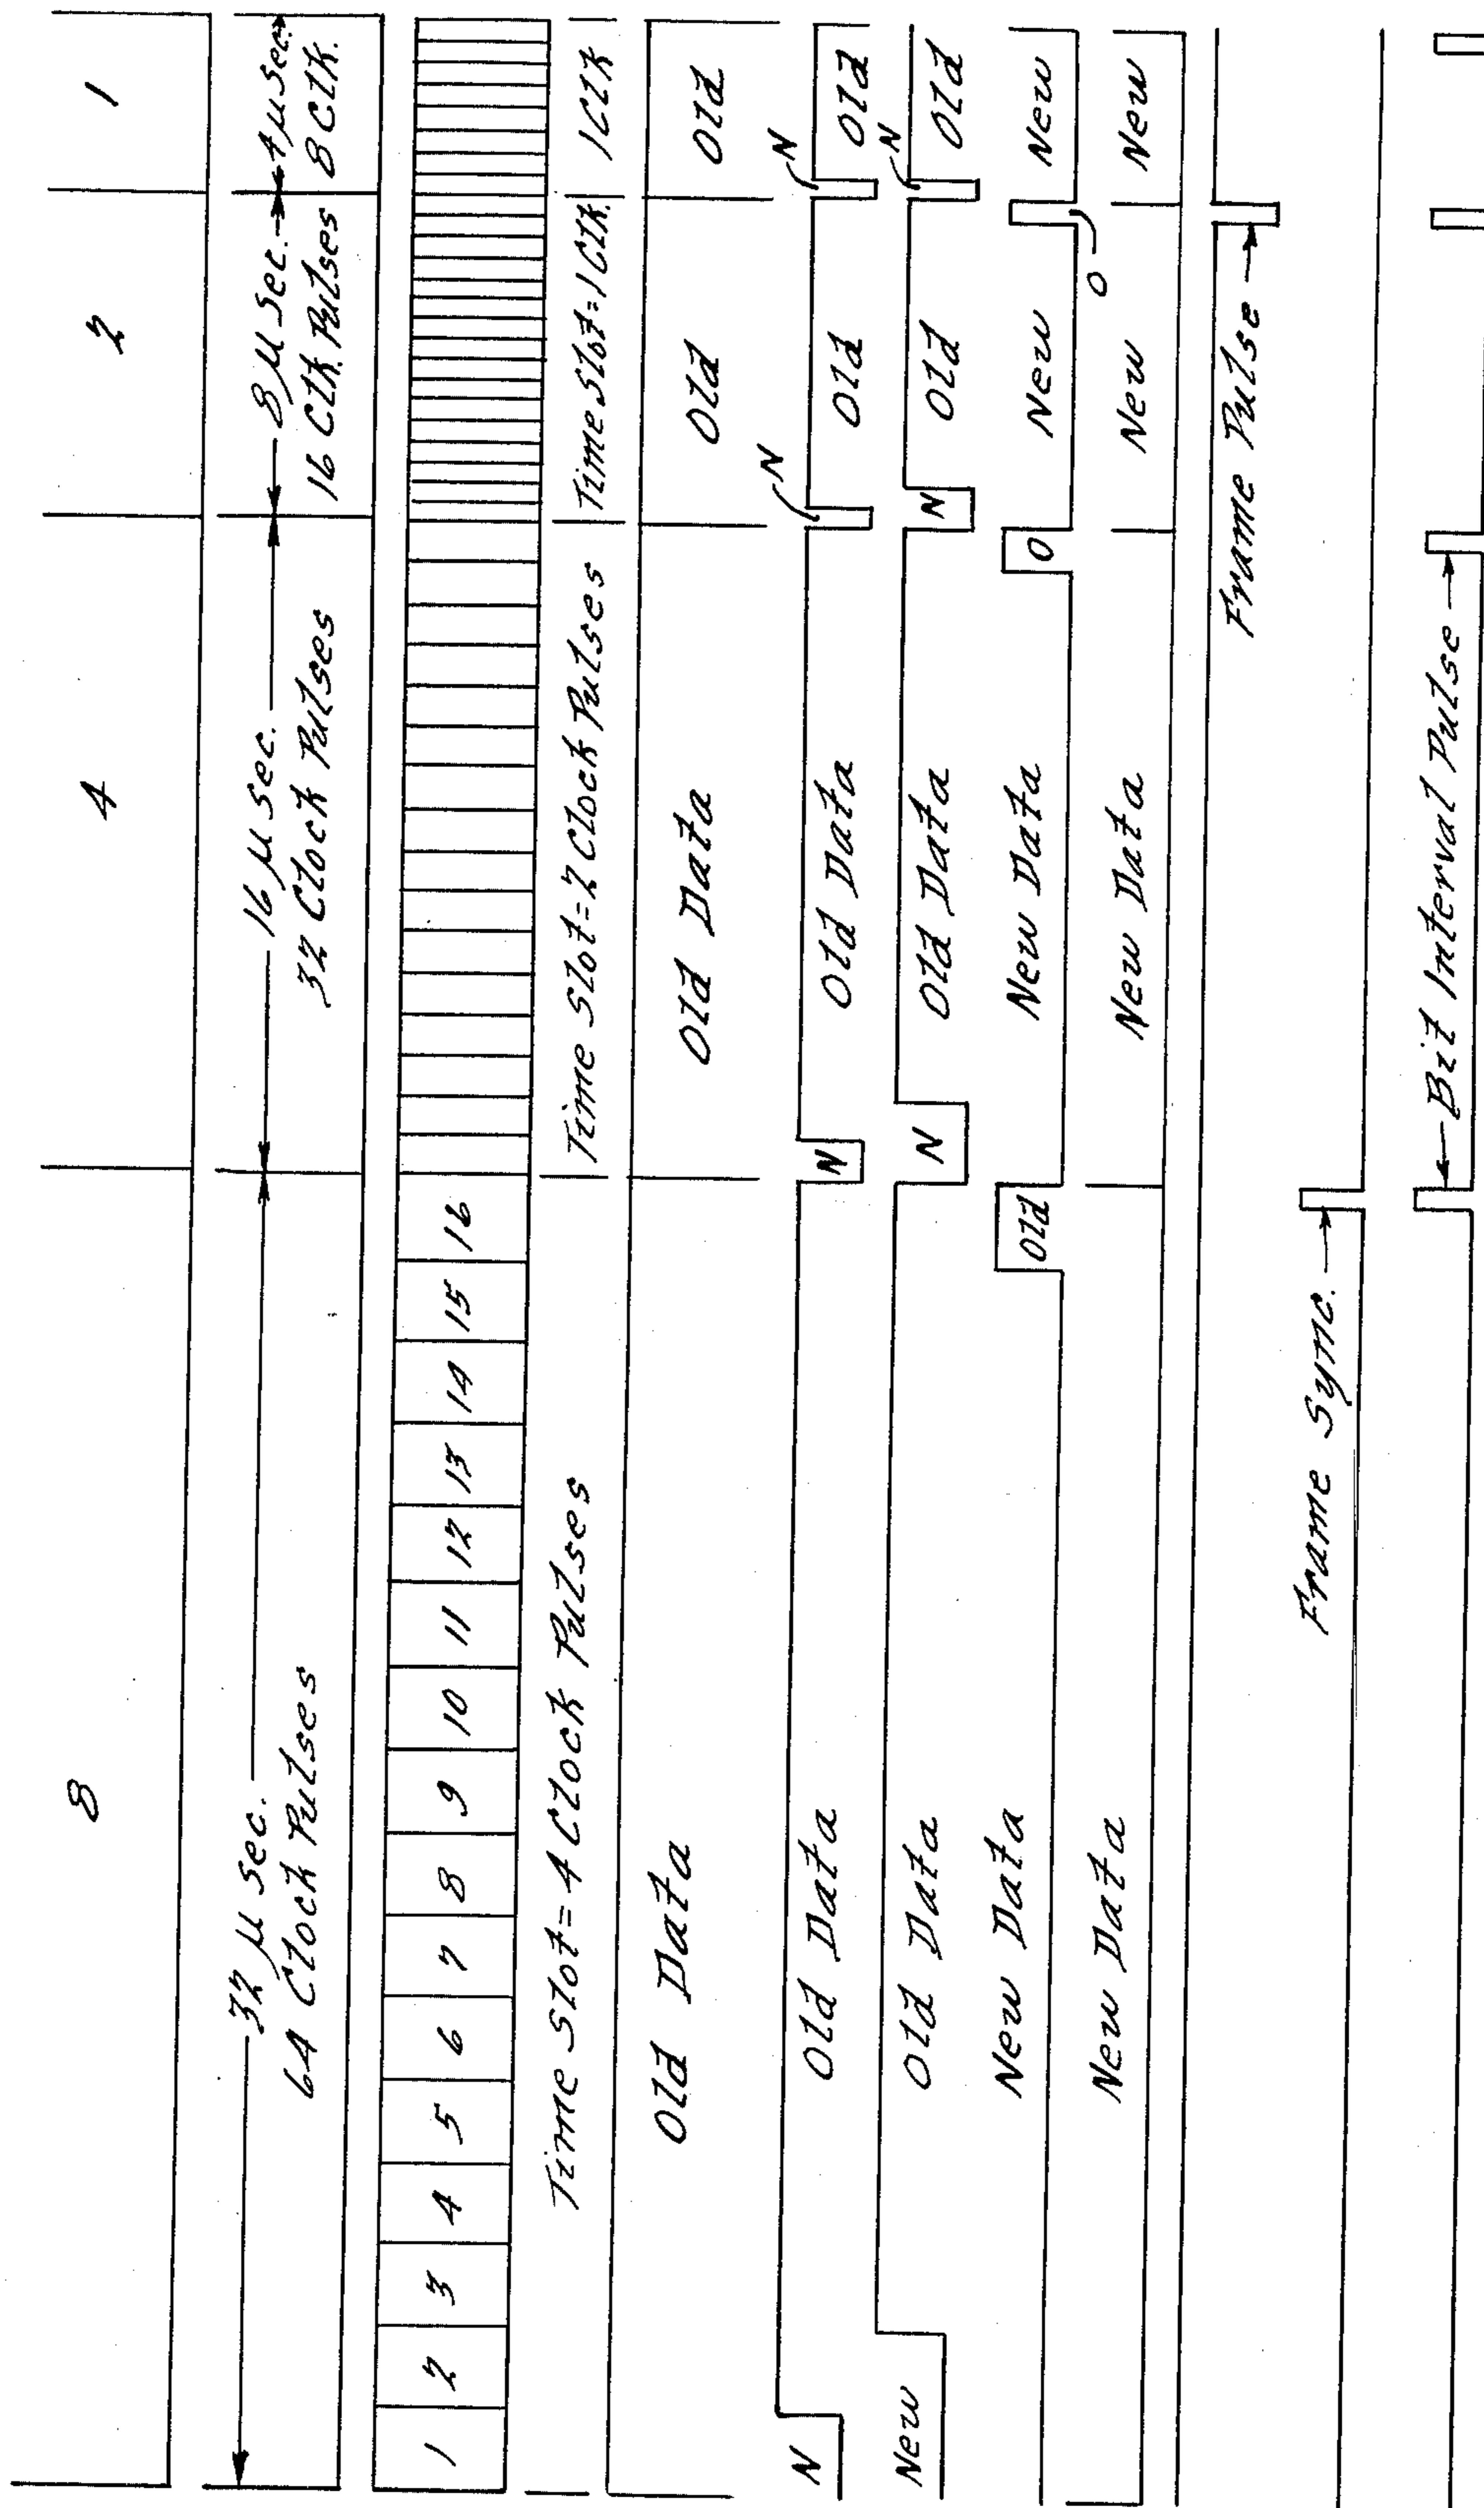 8 4 2 1
32 μ sec. 16 μ sec. 8 μ sec. 4 μ sec.
64 Clock Pulses 32 Clock Pulses 16 Clk. Pulses 8 Clk.
1 2 3 4 5 6 7 8 9 10 11 12 13 14 15 16
Time Slot = 4 Clock Pulses Time Slot = 2 Clock Pulses Time Slot = 1 Clk. 1 Clk
Old Data Old Data Old Old
N Old Data N Old Data N Old N Old
New Old Data N Old Data N Old N Old
New Data Old New Data O New O New
New Data New Data New New
Frame Pulse
Frame Sync.
Bit Interval Pulse